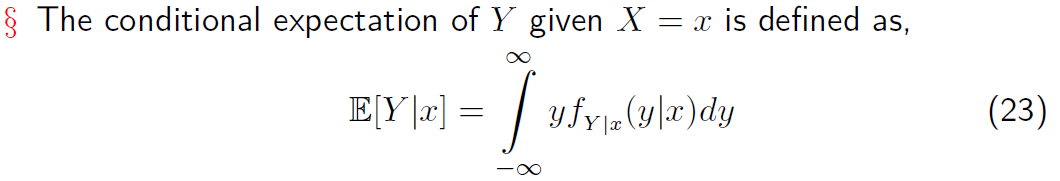 § The conditional expectation of Y given X = x is defined as,
𝔼[Y|x] = ∫_{-∞}^{∞} y f_{Y|x}(y|x)dy (23)